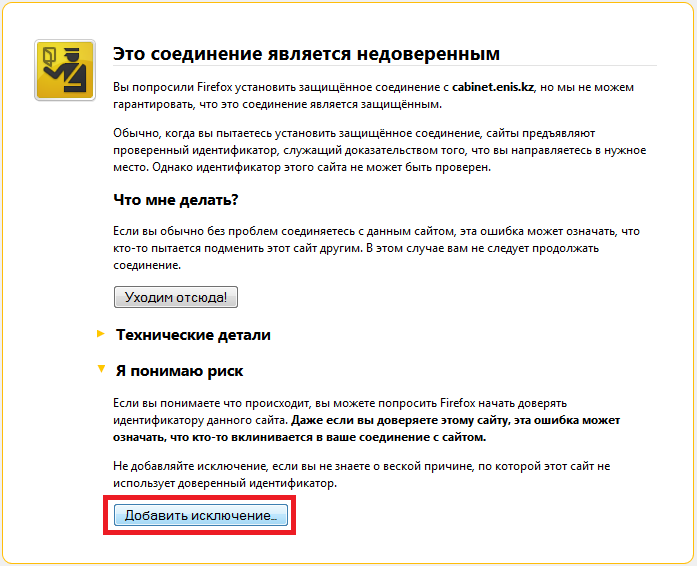 Это соединение является недоверенным
Вы попросили Firefox установить защищённое соединение с cabinet.enis.kz, но мы не можем
гарантировать, что это соединение является защищённым.
Обычно, когда вы пытаетесь установить защищённое соединение, сайты предъявляют
проверенный идентификатор, служащий доказательством того, что вы направляетесь в нужное
место. Однако идентификатор этого сайта не может быть проверен.
Что мне делать?
Если вы обычно без проблем соединяетесь с данным сайтом, эта ошибка может означать, что
кто-то пытается подменить этот сайт другим. В этом случае вам не следует продолжать
соединение.
Уходим отсюда!
Технические детали
Я понимаю риск
Если вы понимаете что происходит, вы можете попросить Firefox начать доверять
идентификатору данного сайта. Даже если вы доверяете этому сайту, эта ошибка может
означать, что кто-то вклинивается в ваше соединение с сайтом.
Не добавляйте исключение, если вы не знаете о веской причине, по которой этот сайт не
использует доверенный идентификатор.
Добавить исключение…